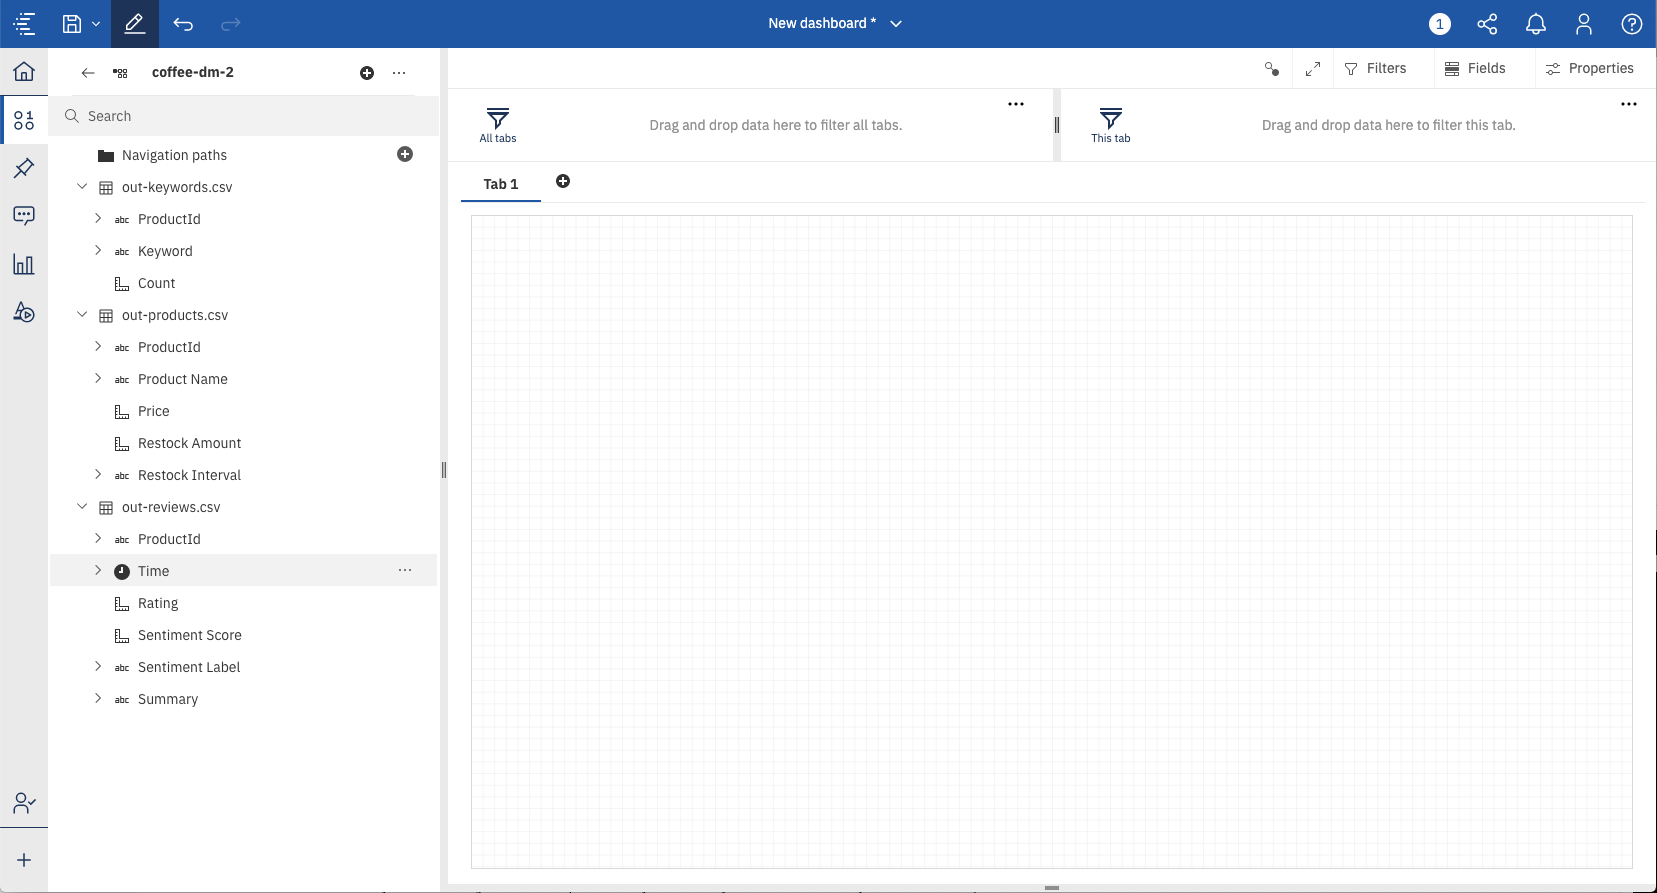 New dashboard *
1
coffee-dm-2
Filters
Fields
Properties
Search
All tabs
Drag and drop data here to filter all tabs.
This tab
Drag and drop data here to filter this tab.
Navigation paths
Tab 1
out-keywords.csv
abc ProductId
abc Keyword
Count
out-products.csv
abc ProductId
abc Product Name
Price
Restock Amount
abc Restock Interval
out-reviews.csv
abc ProductId
Time
Rating
Sentiment Score
abc Sentiment Label
abc Summary